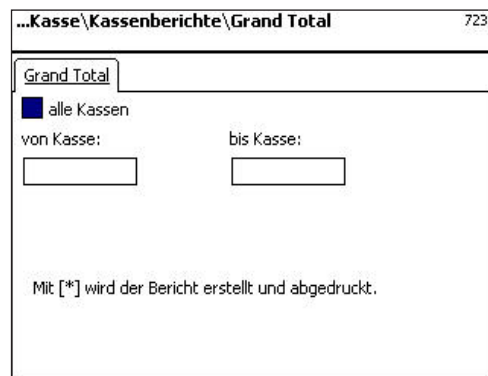 ...Kasse\Kassenberichte\Grand Total 723
Grand Total
alle Kassen
von Kasse: bis Kasse:
Mit [*] wird der Bericht erstellt und abgedruckt.